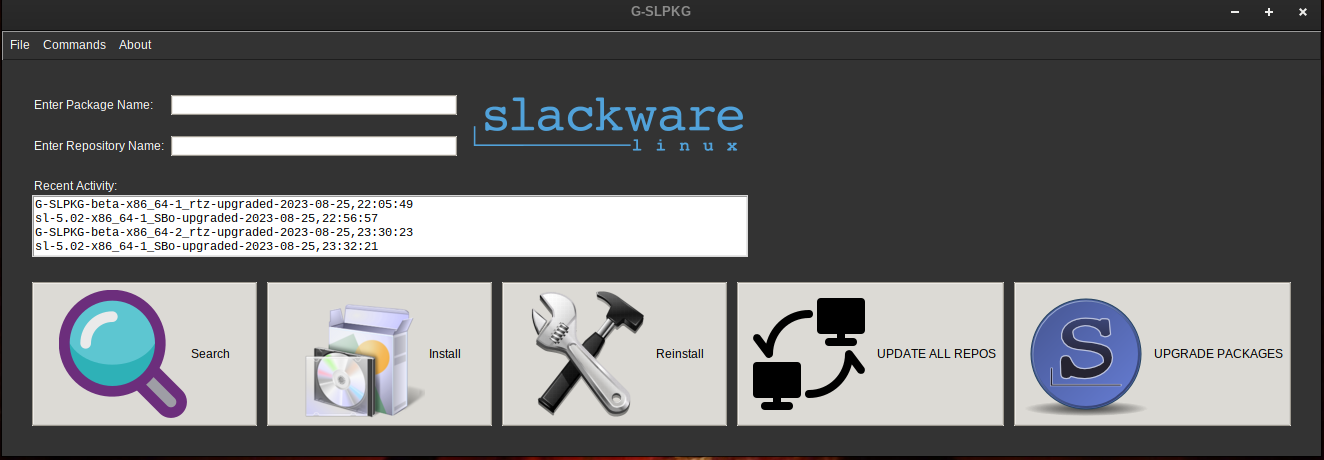 G-SLPKG
File Commands About
Enter Package Name:
slackware
linux
Enter Repository Name:
Recent Activity:
G-SLPKG-beta-x86_64-1_rtz-upgraded-2023-08-25,22:05:49
sl-5.02-x86_64-1_SBo-upgraded-2023-08-25,22:56:57
G-SLPKG-beta-x86_64-2_rtz-upgraded-2023-08-25,23:30:23
sl-5.02-x86_64-1_SBo-upgraded-2023-08-25,23:32:21
Search Install Reinstall UPDATE ALL REPOS S UPGRADE PACKAGES